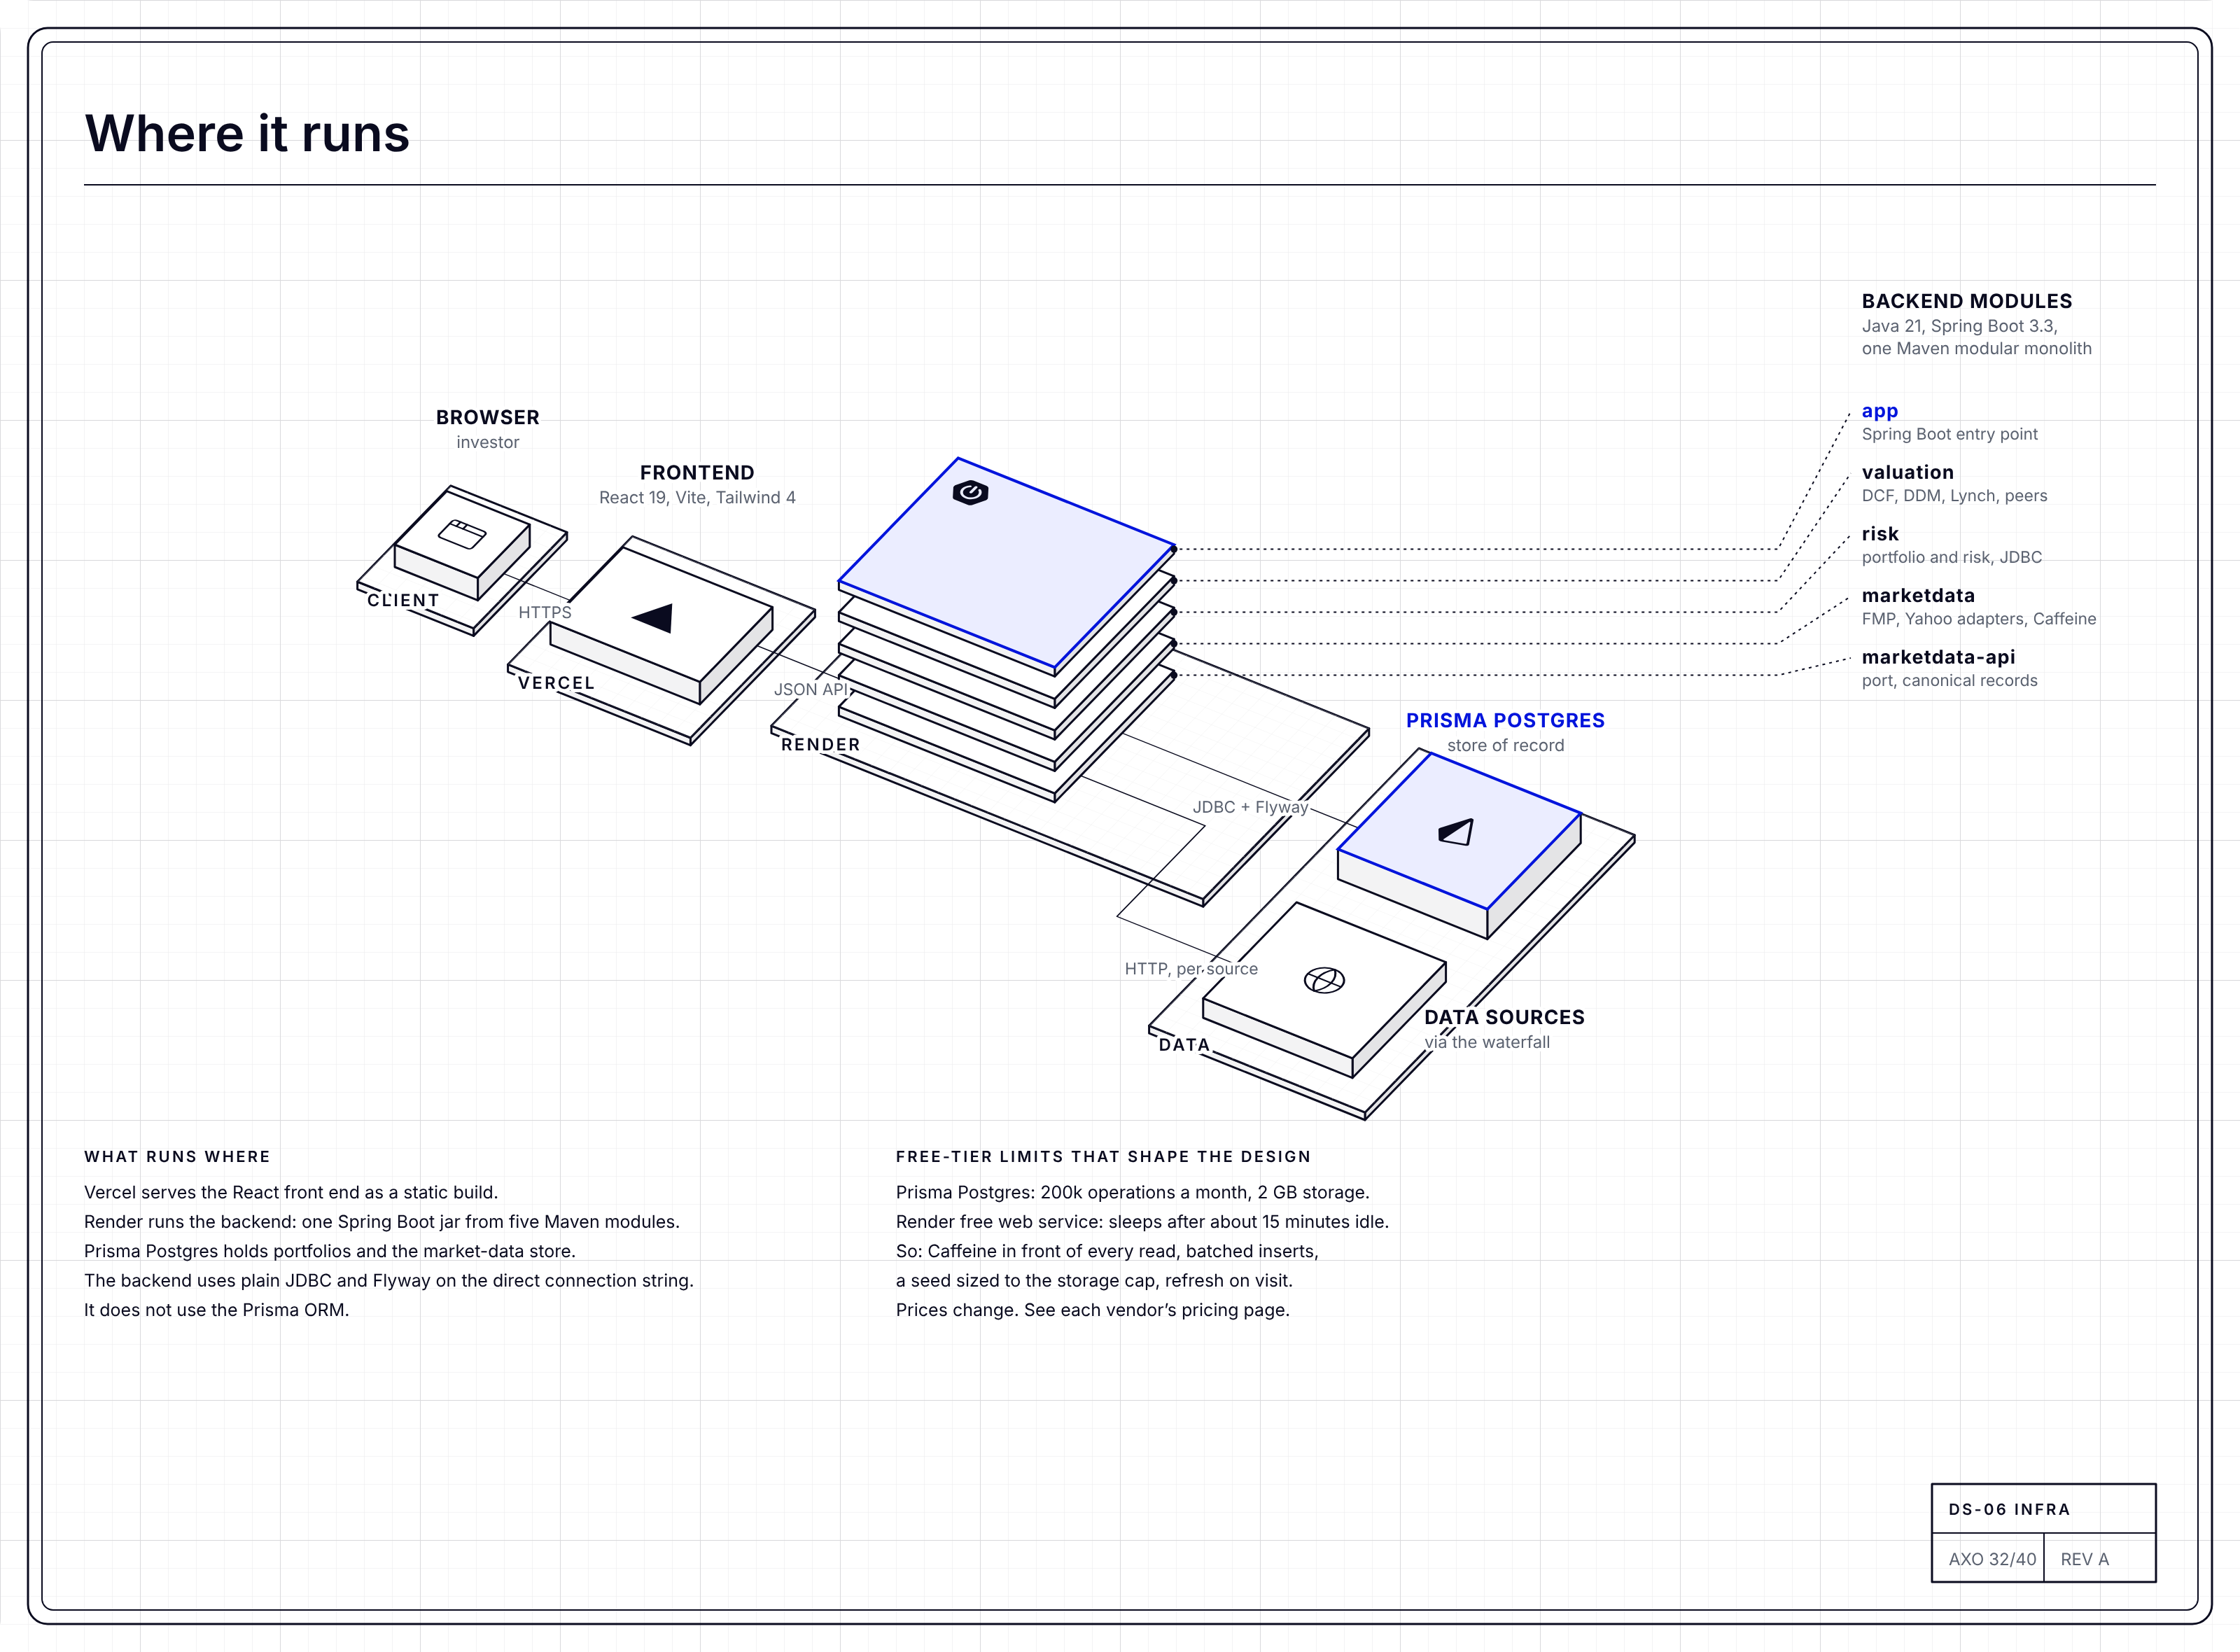 Where it runs
BACKEND MODULES
Java 21, Spring Boot 3.3,
one Maven modular monolith
app
Spring Boot entry point
valuation
DCF, DDM, Lynch, peers
risk
portfolio and risk, JDBC
marketdata
FMP, Yahoo adapters, Caffeine
marketdata-api
port, canonical records
BROWSER
investor
FRONTEND
React 19, Vite, Tailwind 4
CLIENT
HTTPS
VERCEL
JSON API
RENDER
PRISMA POSTGRES
store of record
JDBC + Flyway
HTTP, per source
DATA SOURCES
via the waterfall
DATA
WHAT RUNS WHERE
Vercel serves the React front end as a static build.
Render runs the backend: one Spring Boot jar from five Maven modules.
Prisma Postgres holds portfolios and the market-data store.
The backend uses plain JDBC and Flyway on the direct connection string.
It does not use the Prisma ORM.
FREE-TIER LIMITS THAT SHAPE THE DESIGN
Prisma Postgres: 200k operations a month, 2 GB storage.
Render free web service: sleeps after about 15 minutes idle.
So: Caffeine in front of every read, batched inserts,
a seed sized to the storage cap, refresh on visit.
Prices change. See each vendor’s pricing page.
DS-06 INFRA
AXO 32/40
REV A